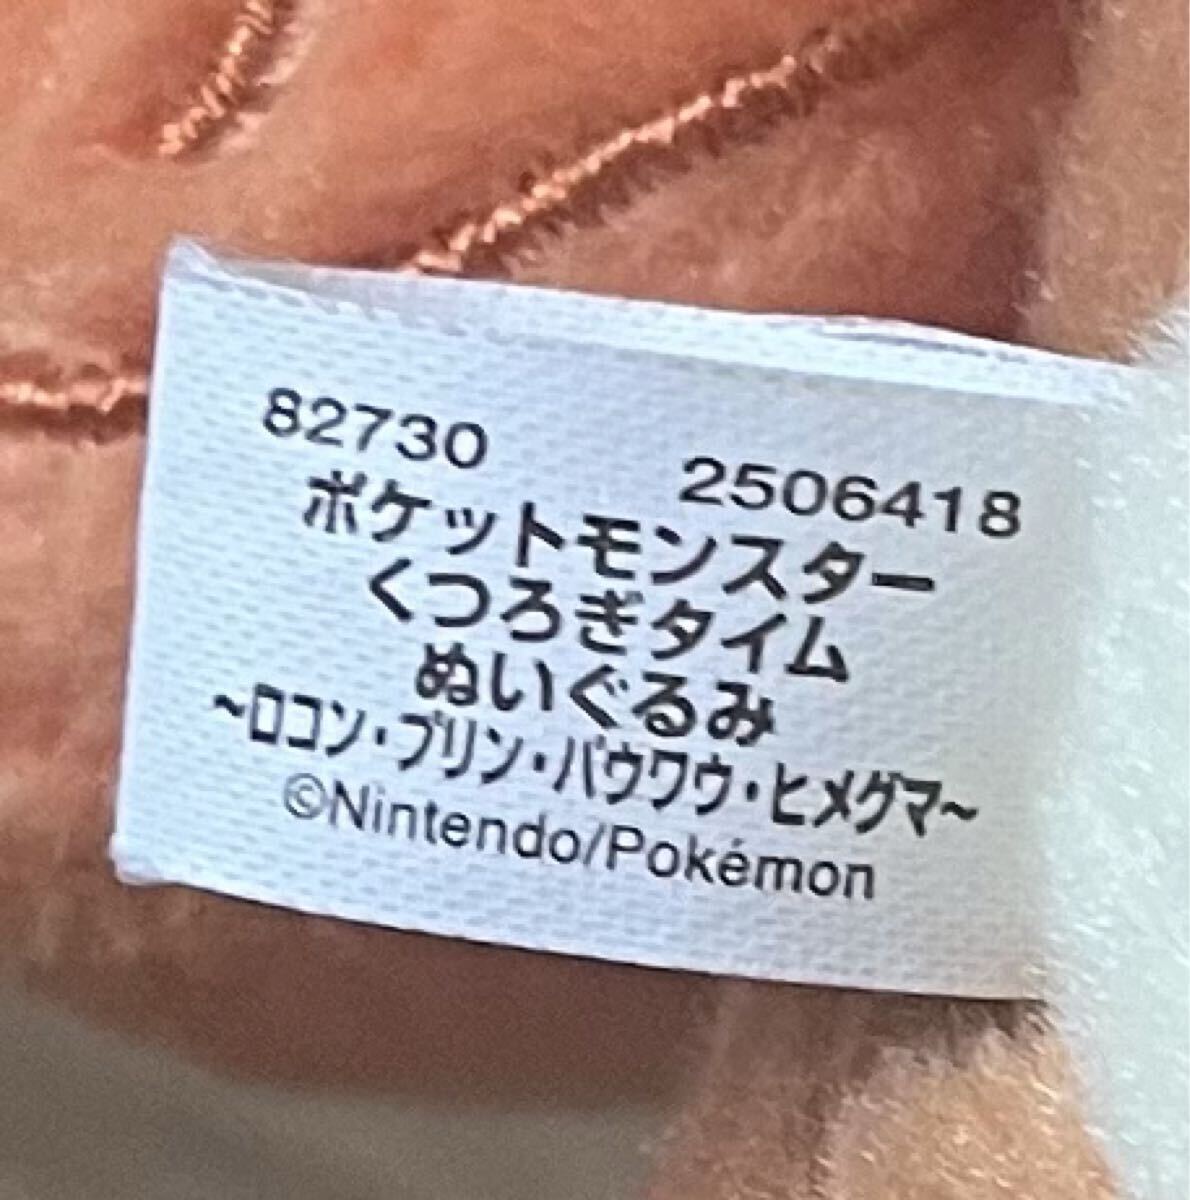 82730 2506418
ポケットモンスター
くつろぎタイム
ぬいぐるみ
~ロコン・プリン・パウワウ・ヒメグマ~
©Nintendo/Pokémon